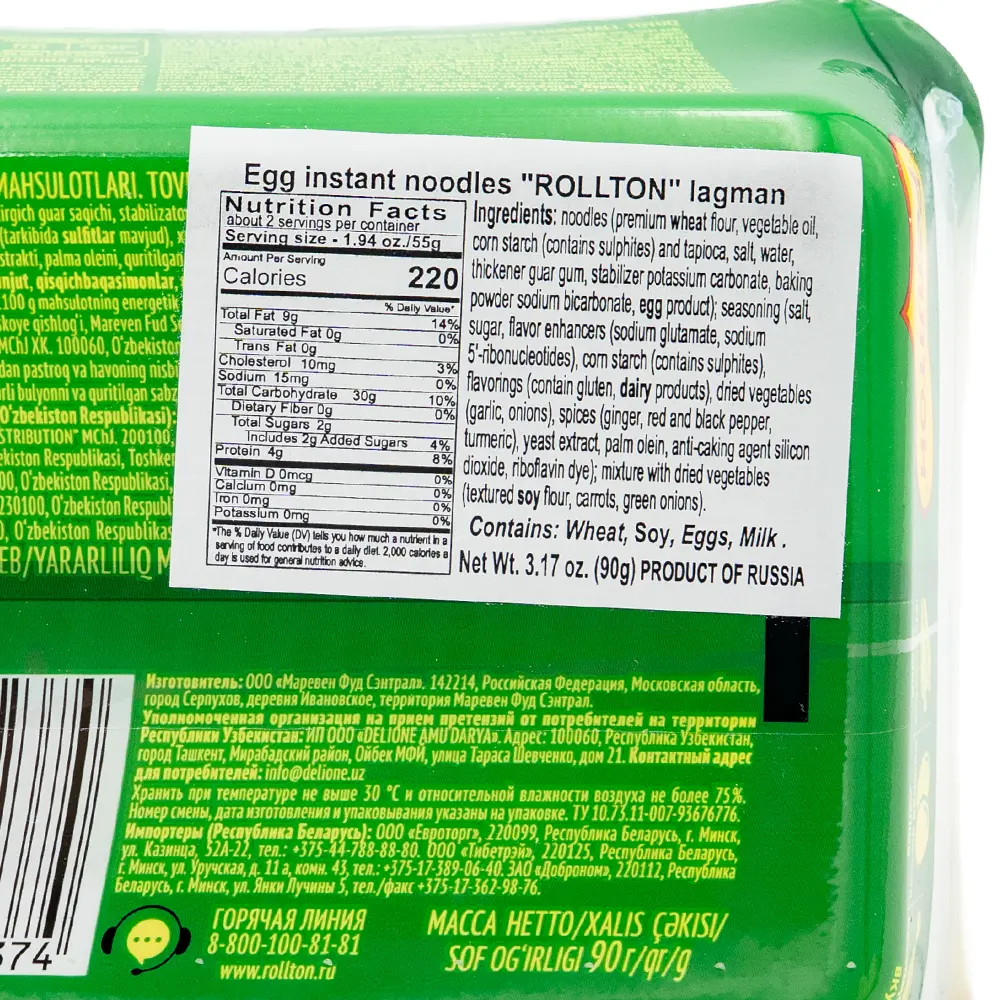 MAHSULOTLARI. TOV
irgich guar saqichi, stabilizato
(tarkibida sulfitlar mavjud), x
strakti, palma oleini, quritilgan
njut, qisqichbaqasimonlar,
100 g mahsulotning energetik
skoye qishlog'i, Mareven Fud S
MChJ XK. 100060, O'zbekiston
dan pastroq va havoning nisbi
rli bulyonni va quritilgan sabz
O'zbekiston Respublikasi):
STRIBUTION" MChJ, 200100,
ekiston Respublikasi, Toshken
00, O'zbekiston Respublikasi,
230100, O'zbekiston Respubl
0, O'zbekiston Respublikas
EB/YARARLILIQ M
Egg instant noodles "ROLLTON" lagman
Nutrition Facts
about 2 servings per container
Serving size - 1.94 oz./55g
Amount Per Serving
Calories 220
% Daily Value*
Total Fat 9g 14%
Saturated Fat 0g 0%
Trans Fat 0g
Cholesterol 10mg 3%
Sodium 15mg 0%
Total Carbohydrate 30g 10%
Dietary Fiber 0g 0%
Total Sugars 2g
Includes 2g Added Sugars 4%
Protein 4g 8%
Vitamin D 0mcg 0%
Calcium 0mg 0%
Iron 0mg 0%
Potassium 0mg 0%
*The % Daily Value (DV) tells you how much a nutrient in a
serving of food contributes to a daily diet. 2,000 calories a
day is used for general nutrition advice.
Ingredients: noodles (premium wheat flour, vegetable oil,
corn starch (contains sulphites) and tapioca, salt, water,
thickener guar gum, stabilizer potassium carbonate, baking
powder sodium bicarbonate, egg product); seasoning (salt,
sugar, flavor enhancers (sodium glutamate, sodium
5'-ribonucleotides), corn starch (contains sulphites),
flavorings (contain gluten, dairy products), dried vegetables
(garlic, onions), spices (ginger, red and black pepper,
turmeric), yeast extract, palm olein, anti-caking agent silicon
dioxide, riboflavin dye); mixture with dried vegetables
(textured soy flour, carrots, green onions).
Contains: Wheat, Soy, Eggs, Milk .
Net Wt. 3.17 oz. (90g) PRODUCT OF RUSSIA
Изготовитель: ООО «Маревен Фуд Сэнтрал». 142214, Российская Федерация, Московская область,
город Серпухов, деревня Ивановское, территория Маревен Фуд Сэнтрал.
Уполномоченная организация на прием претензий от потребителей на территории
Республики Узбекистан: ИП ООО «DELIONE AMU DARYA». Адрес: 100060, Республика Узбекистан,
город Ташкент, Мирабадский район, Ойбек МФЙ, улица Тараса Шевченко, дом 21. Контактный адрес
для потребителей: info@delione.uz
Хранить при температуре не выше 30 °С и относительной влажности воздуха не более 75%.
Номер смены, дата изготовления и упаковывания указаны на упаковке. ТУ 10.73.11-007-93676776.
Импортеры (Республика Беларусь): ООО «Евроторг», 220099, Республика Беларусь, г. Минск,
ул. Казинца, 52А-22, тел.: +375-44-788-88-80. ООО «Тибетрэй», 220125, Республика Беларусь,
г. Минск, ул. Уручская, д. 11 а, комн. 43, тел.: +375-17-389-06-40. ЗАО «Доброном», 220112, Республика
Беларусь, г. Минск, ул. Янки Лучины 5, тел./факс +375-17-362-98-76.
374
ГОРЯЧАЯ ЛИНИЯ
8-800-100-81-81
www.rollton.ru
МАССА НЕТТО/XALIS ÇƏKISI/
SOF OG'IRLIGI 90 г/qr/g